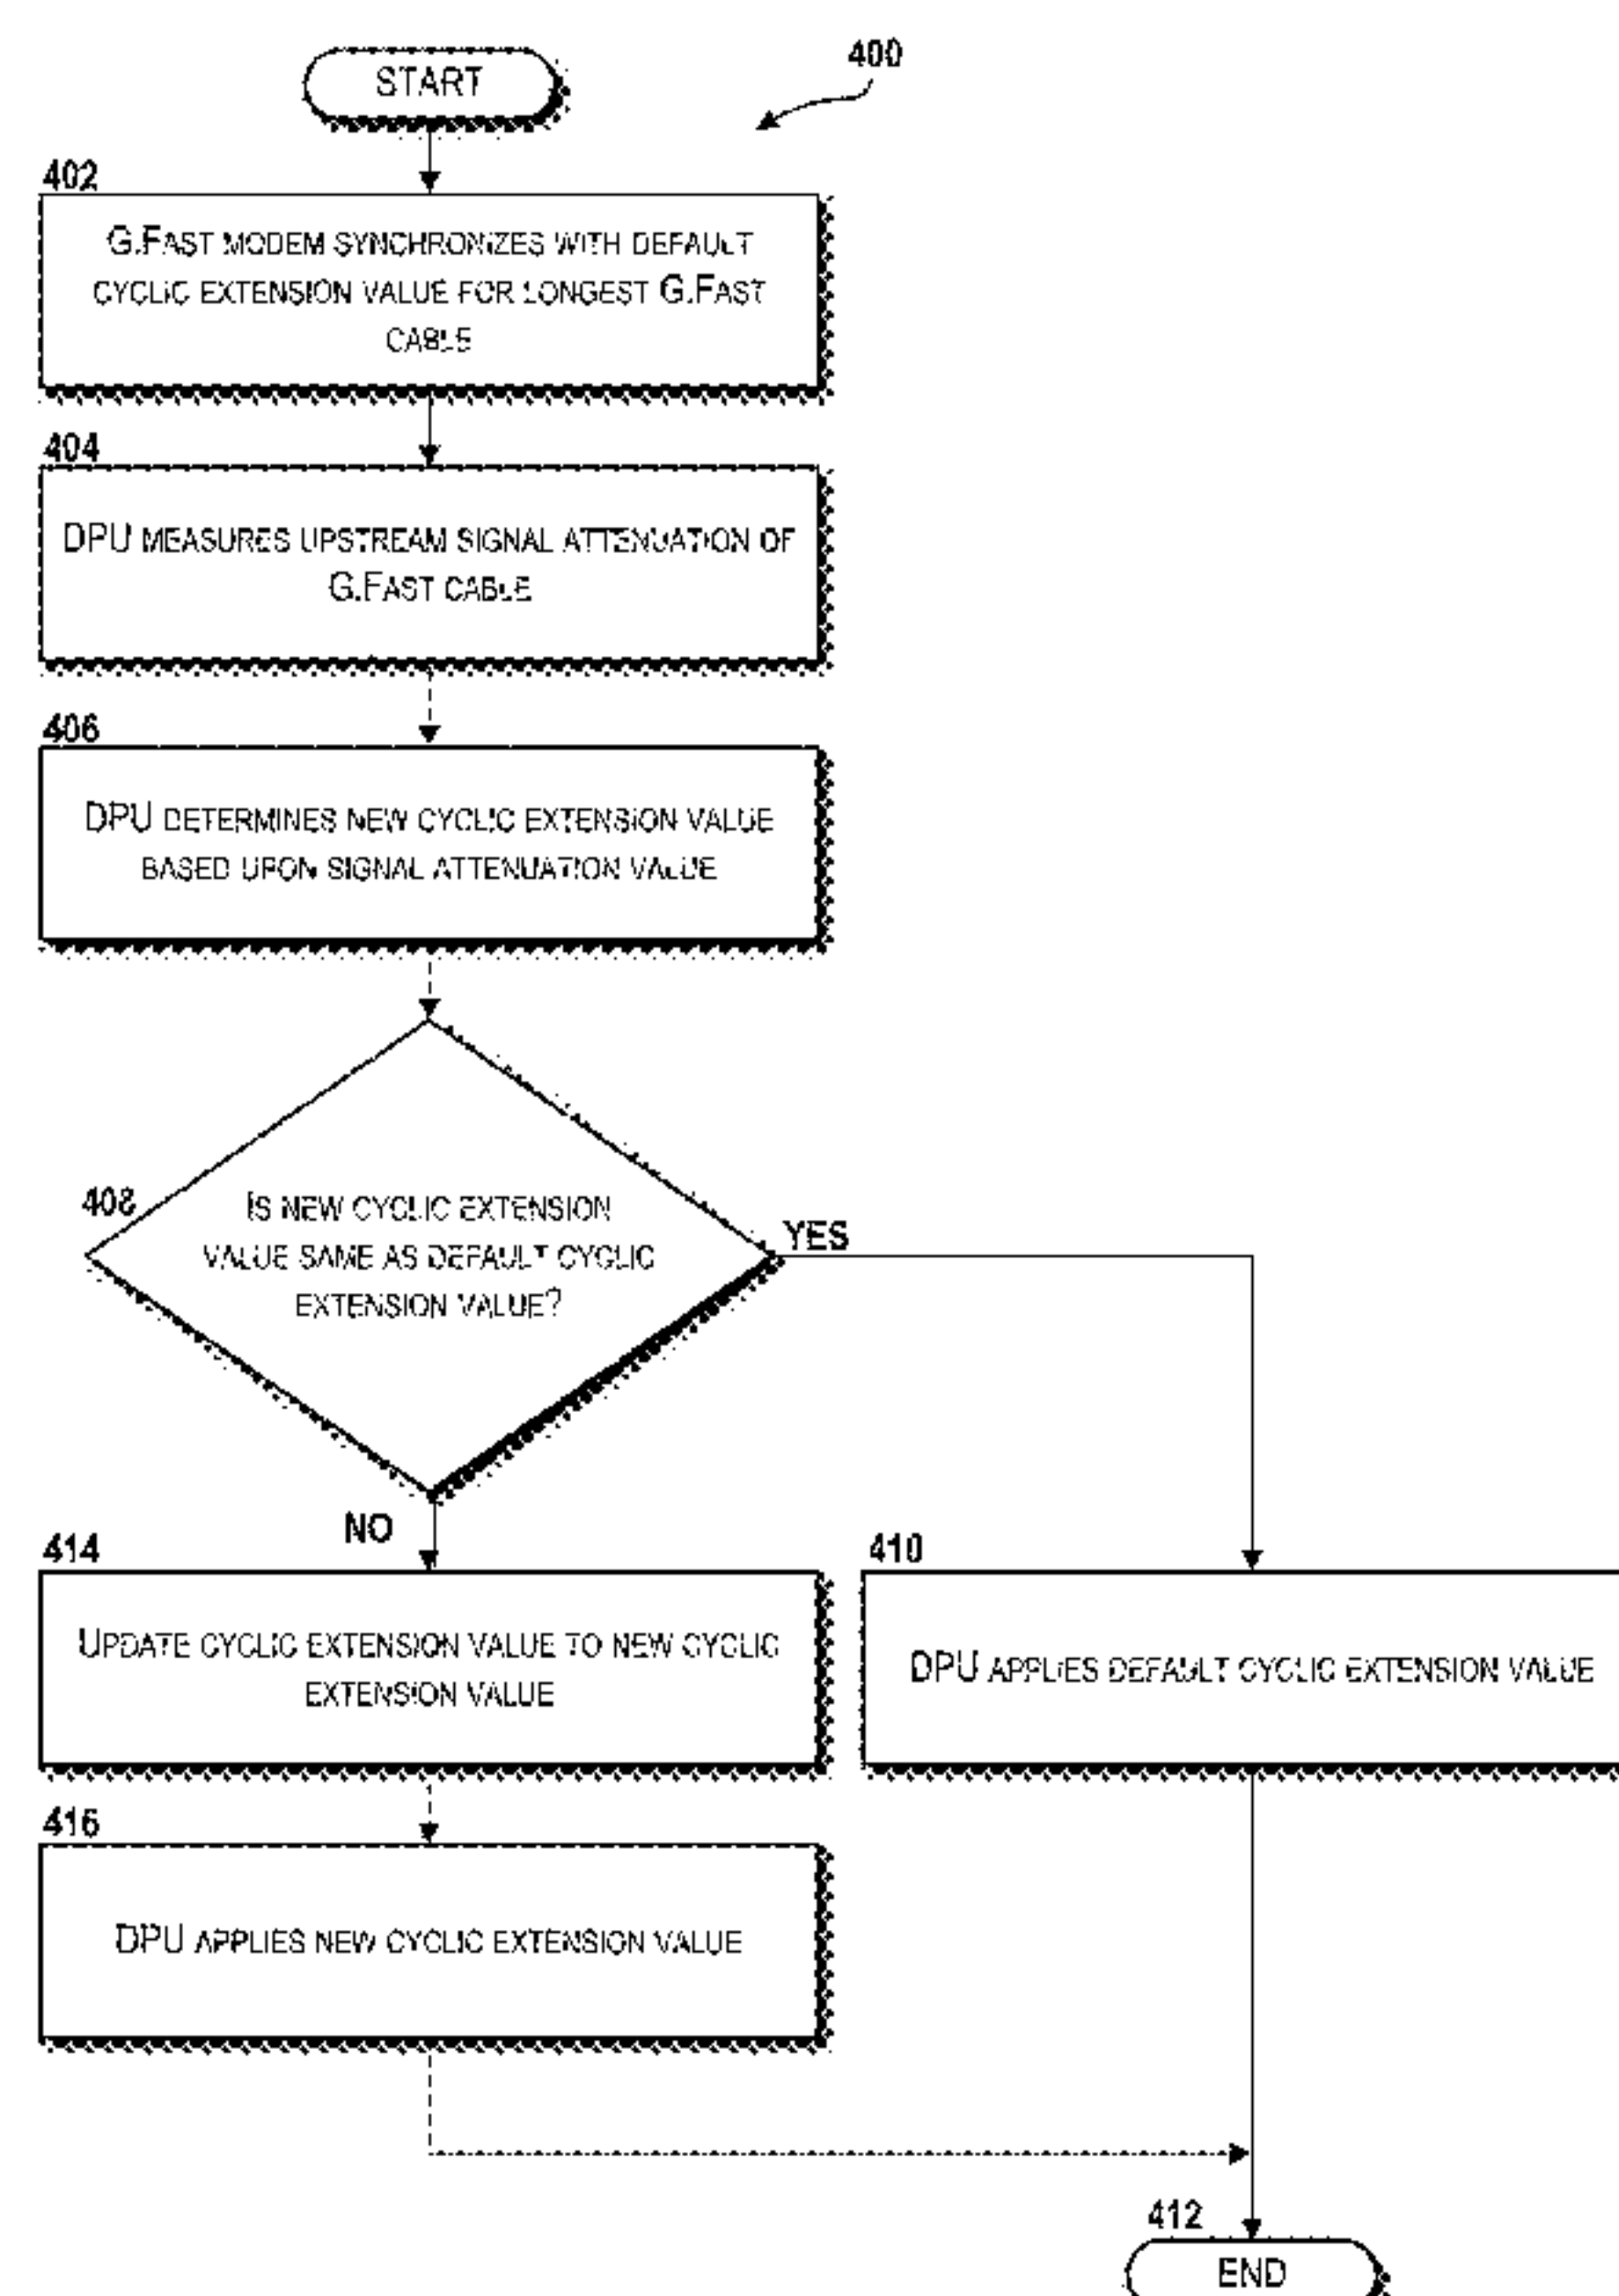 START
400
402
G.FAST MODEM SYNCHRONIZES WITH DEFAULT
CYCLIC EXTENSION VALUE FOR LONGEST G.FAST
CABLE
404
DPU MEASURES UPSTREAM SIGNAL ATTENUATION OF
G.FAST CABLE
406
DPU DETERMINES NEW CYCLIC EXTENSION VALUE
BASED UPON SIGNAL ATTENUATION VALUE
408
IS NEW CYCLIC EXTENSION
VALUE SAME AS DEFAULT CYCLIC
EXTENSION VALUE?
YES
NO
414
UPDATE CYCLIC EXTENSION VALUE TO NEW CYCLIC
EXTENSION VALUE
410
DPU APPLIES DEFAULT CYCLIC EXTENSION VALUE
416
DPU APPLIES NEW CYCLIC EXTENSION VALUE
412
END